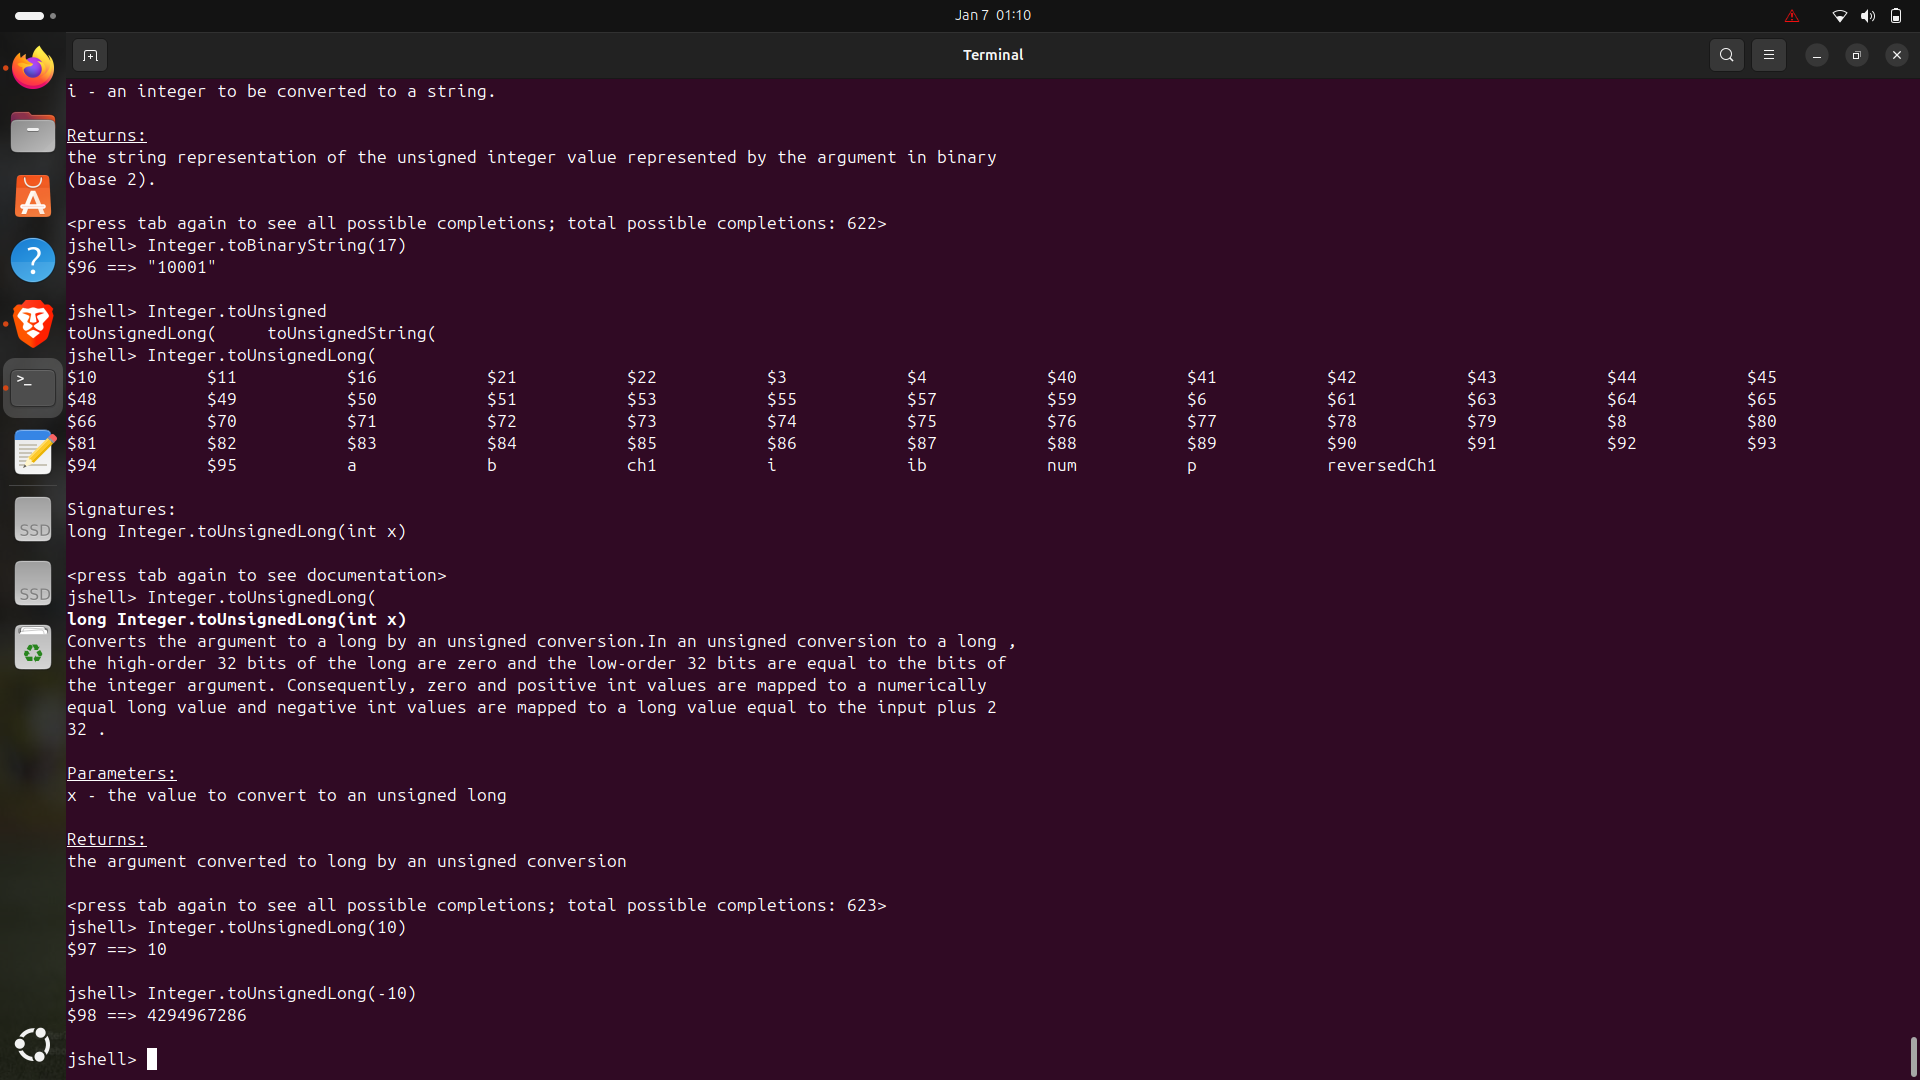 Jan 7 01:10
Terminal
i - an integer to be converted to a string.
Returns:
the string representation of the unsigned integer value represented by the argument in binary
(base 2).
<press tab again to see all possible completions; total possible completions: 622>
jshell> Integer.toBinaryString(17)
$96 ==> "10001"
jshell> Integer.toUnsigned
toUnsignedLong( toUnsignedString(
jshell> Integer.toUnsignedLong(
$10 $11 $16 $21 $22 $3 $4 $40 $41 $42 $43 $44 $45
$48 $49 $50 $51 $53 $55 $57 $59 $6 $61 $63 $64 $65
$66 $70 $71 $72 $73 $74 $75 $76 $77 $78 $79 $8 $80
$81 $82 $83 $84 $85 $86 $87 $88 $89 $90 $91 $92 $93
$94 $95 a b ch1 i ib num p reversedCh1
Signatures:
long Integer.toUnsignedLong(int x)
<press tab again to see documentation>
jshell> Integer.toUnsignedLong(
long Integer.toUnsignedLong(int x)
Converts the argument to a long by an unsigned conversion.In an unsigned conversion to a long ,
the high-order 32 bits of the long are zero and the low-order 32 bits are equal to the bits of
the integer argument. Consequently, zero and positive int values are mapped to a numerically
equal long value and negative int values are mapped to a long value equal to the input plus 2
32 .
Parameters:
x - the value to convert to an unsigned long
Returns:
the argument converted to long by an unsigned conversion
<press tab again to see all possible completions; total possible completions: 623>
jshell> Integer.toUnsignedLong(10)
$97 ==> 10
jshell> Integer.toUnsignedLong(-10)
$98 ==> 4294967286
jshell>
SSD
SSD